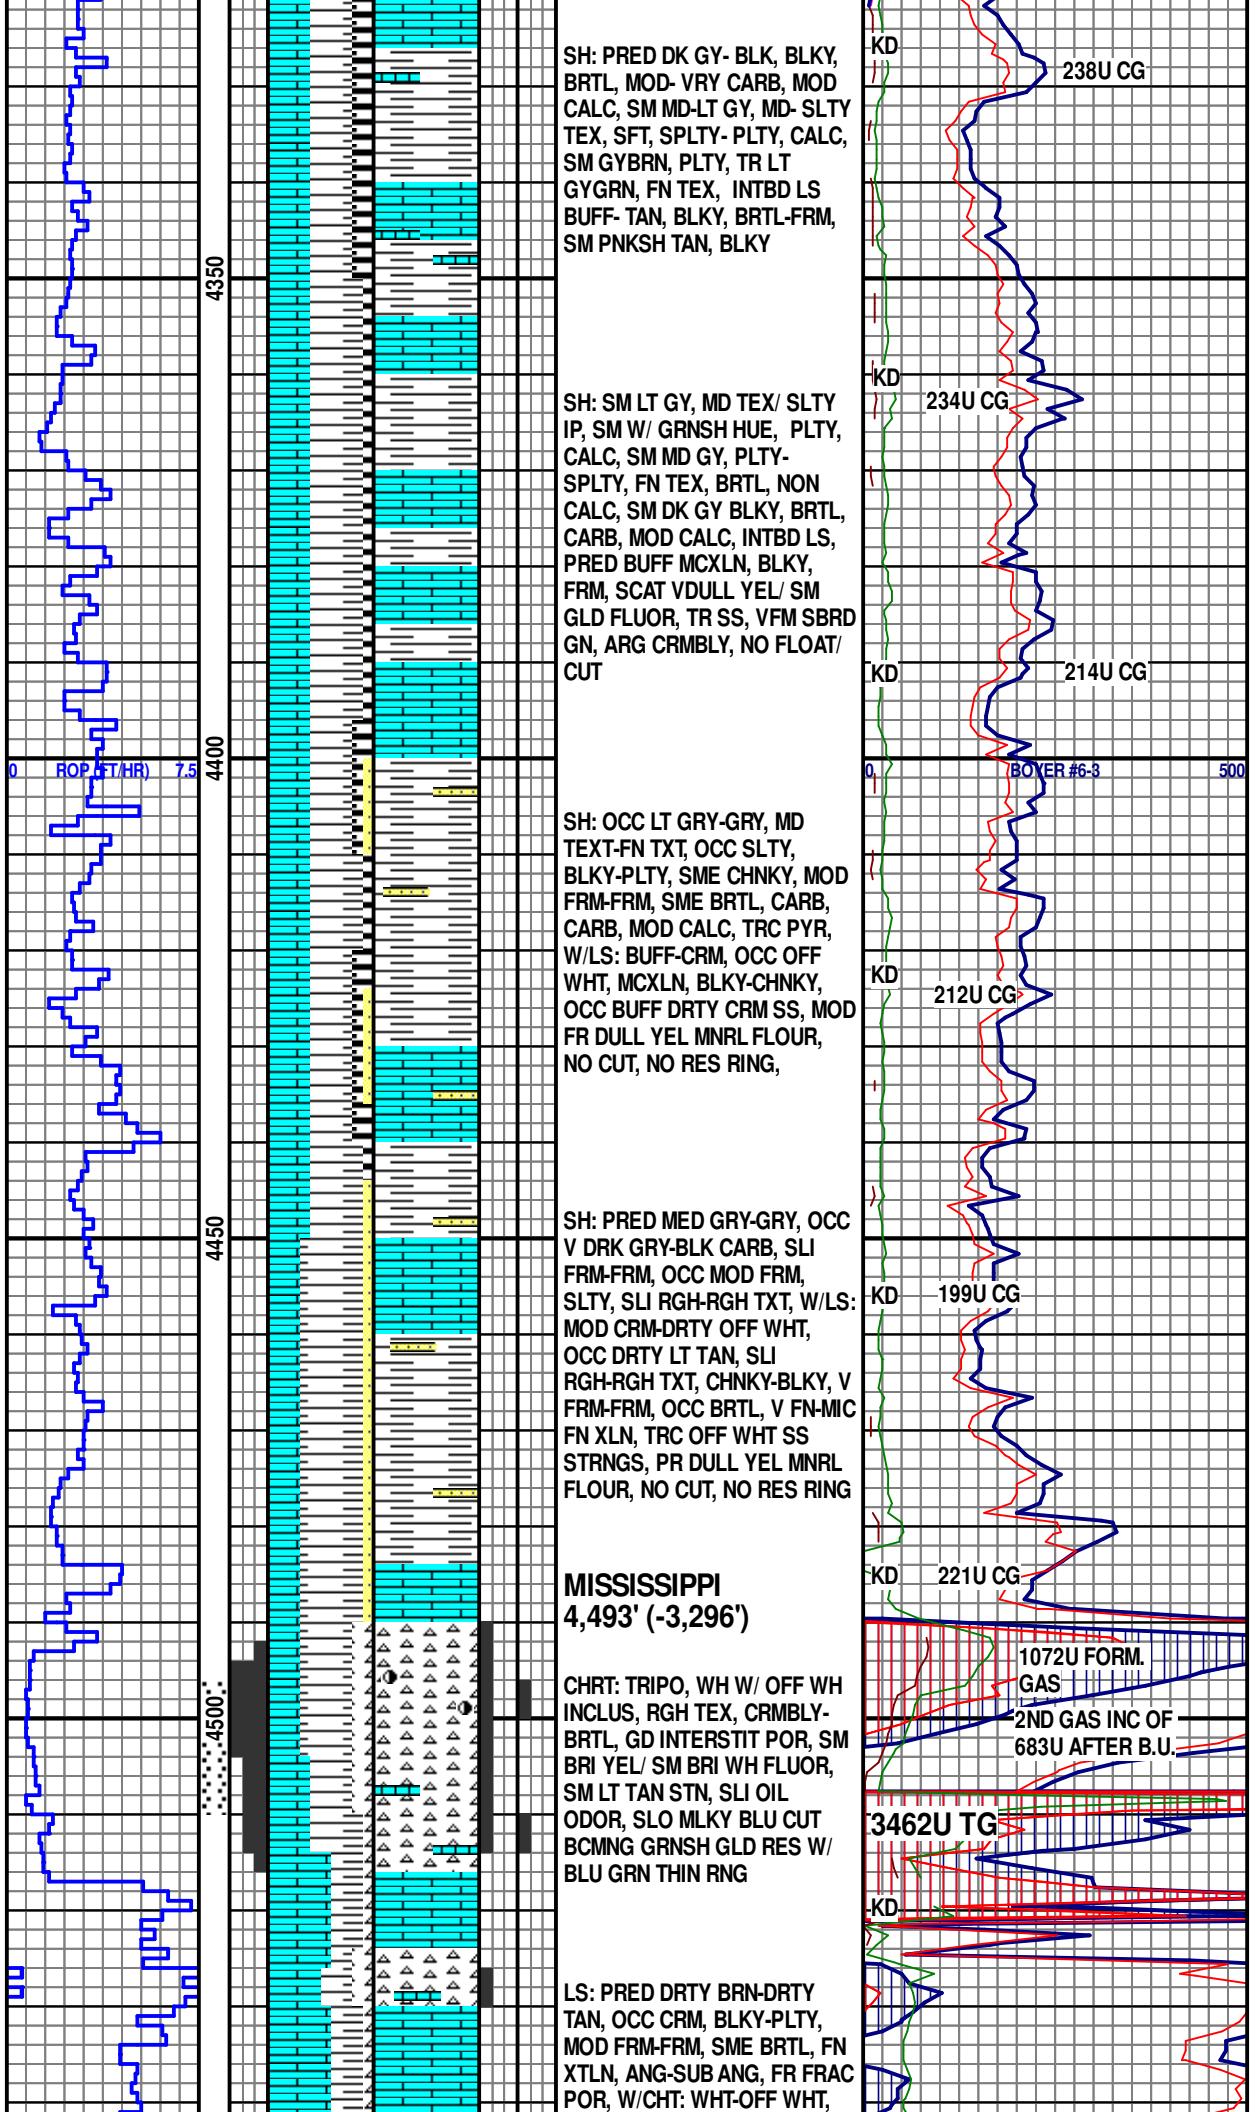 KD
238U CG
SH: PRED DK GY- BLK, BLKY,
BRTL, MOD- VRY CARB, MOD
CALC, SM MD-LT GY, MD- SLTY
TEX, SFT, SPLTY- PLTY, CALC,
SM GYBRN, PLTY, TR LT
GYGRN, FN TEX, INTBD LS
BUFF- TAN, BLKY, BRTL-FRM,
SM PNKSH TAN, BLKY
4350
KD
234U CG
SH: SM LT GY, MD TEX/ SLTY
IP, SM W/ GRNSH HUE, PLTY,
CALC, SM MD GY, PLTY-
SPLTY, FN TEX, BRTL, NON
CALC, SM DK GY BLKY, BRTL,
CARB, MOD CALC, INTBD LS,
PRED BUFF MCXLN, BLKY,
FRM, SCAT VDULL YEL/ SM
GLD FLUOR, TR SS, VFM SBRD
GN, ARG CRMBLY, NO FLOAT/
CUT
KD
214U CG
4400
0 ROP (FT/HR) 7.5
0 BOYER #6-3 500
SH: OCC LT GRY-GRY, MD
TEXT-FN TXT, OCC SLTY,
BLKY-PLTY, SME CHNKY, MOD
FRM-FRM, SME BRTL, CARB,
CARB, MOD CALC, TRC PYR,
W/LS: BUFF-CRM, OCC OFF
WHT, MCXLN, BLKY-CHNKY,
OCC BUFF DRTY CRM SS, MOD
FR DULL YEL MNRL FLOUR,
NO CUT, NO RES RING,
KD
212U CG
4450
SH: PRED MED GRY-GRY, OCC
V DRK GRY-BLK CARB, SLI
FRM-FRM, OCC MOD FRM,
SLTY, SLI RGH-RGH TXT, W/LS:
MOD CRM-DRTY OFF WHT,
OCC DRTY LT TAN, SLI
RGH-RGH TXT, CHNKY-BLKY, V
FRM-FRM, OCC BRTL, V FN-MIC
FN XLN, TRC OFF WHT SS
STRNGS, PR DULL YEL MNRL
FLOUR, NO CUT, NO RES RING
KD
199U CG
KD
221U CG
MISSISSIPPI
4,493' (-3,296')
1072U FORM.
GAS
4500
CHRT: TRIPO, WH W/ OFF WH
INCLUS, RGH TEX, CRMBLY-
BRTL, GD INTERSTIT POR, SM
BRI YEL/ SM BRI WH FLUOR,
SM LT TAN STN, SLI OIL
ODOR, SLO MLKY BLU CUT
BCMNG GRNSH GLD RES W/
BLU GRN THIN RNG
2ND GAS INC OF
683U AFTER B.U.
3462U TG
KD
LS: PRED DRTY BRN-DRTY
TAN, OCC CRM, BLKY-PLTY,
MOD FRM-FRM, SME BRTL, FN
XTLN, ANG-SUB ANG, FR FRAC
POR, W/CHT: WHT-OFF WHT,